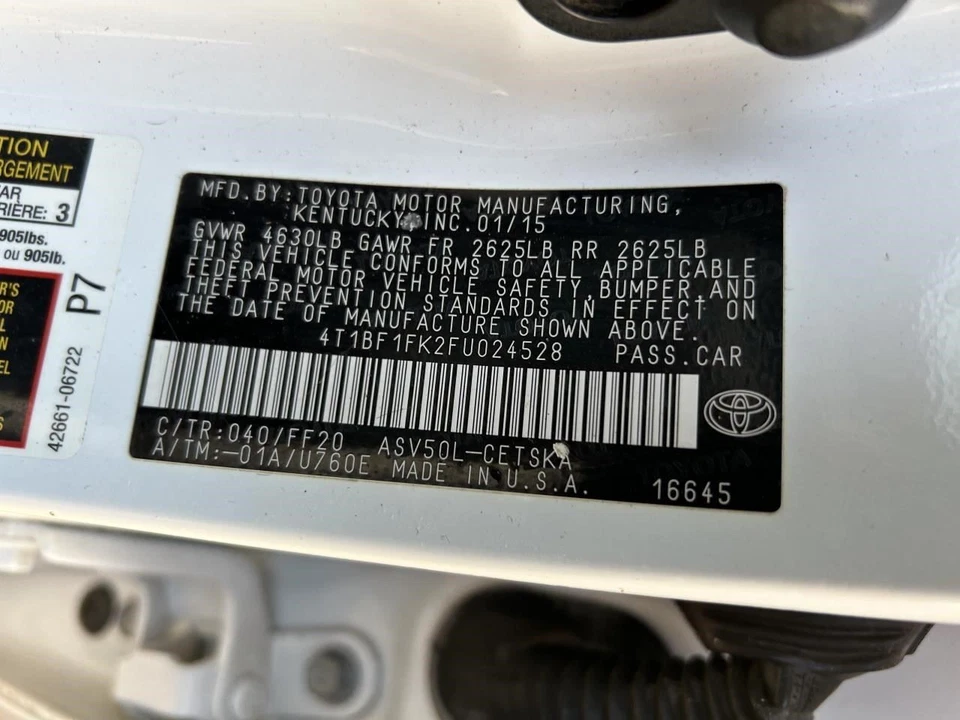 TION
RGEMENT
AR
RIÈRE: 3
905lbs.
ou 905lb.
R'S
OR
L
EL
S
P7
42661-06722
MFD.BY:TOYOTA MOTOR MANUFACTURING,
KENTUCKY, INC.01/15
GVWR 4630LB GAWR FR 2625LB RR 2625LB
THIS VEHICLE CONFORMS TO ALL APPLICABLE
FEDERAL MOTOR VEHICLE SAFETY, BUMPER, AND
THEFT PREVENTION STANDARDS IN EFFECT ON
THE DATE OF MANUFACTURE SHOWN ABOVE.
4T1BF1FK2FU024528 PASS.CAR
C/TR:040/FF20 ASV50L-CETSKA
A/TM:-01A/U760E MADE IN U.S.A. 16645